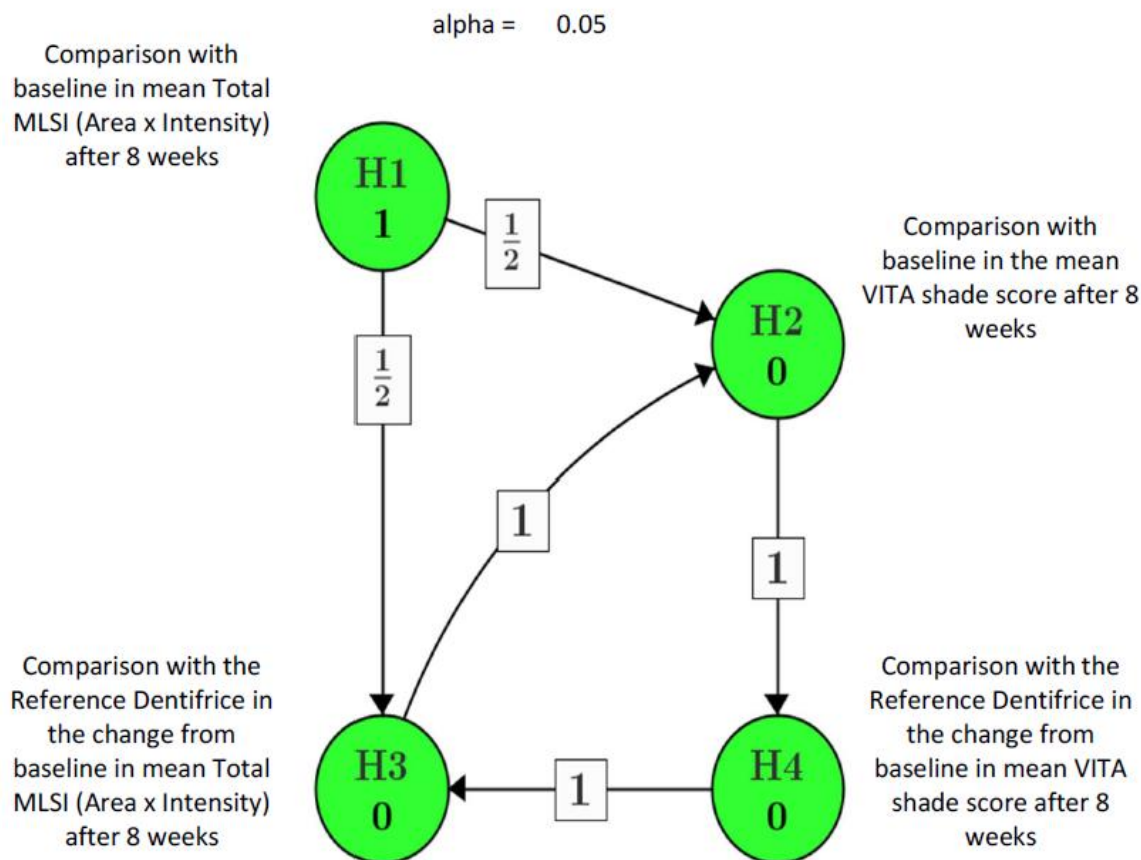 alpha = 0.05
Comparison with
baseline in mean Total
MLSI (Area x Intensity)
after 8 weeks
H1
1
1
2
Comparison with
baseline in the mean
VITA shade score after 8
weeks
H2
0
1
2
1
1
Comparison with the
Reference Dentifrice in
the change from
baseline in mean Total
MLSI (Area x Intensity)
after 8 weeks
H3
0
1
H4
0
Comparison with the
Reference Dentifrice in
the change from
baseline in mean VITA
shade score after 8
weeks